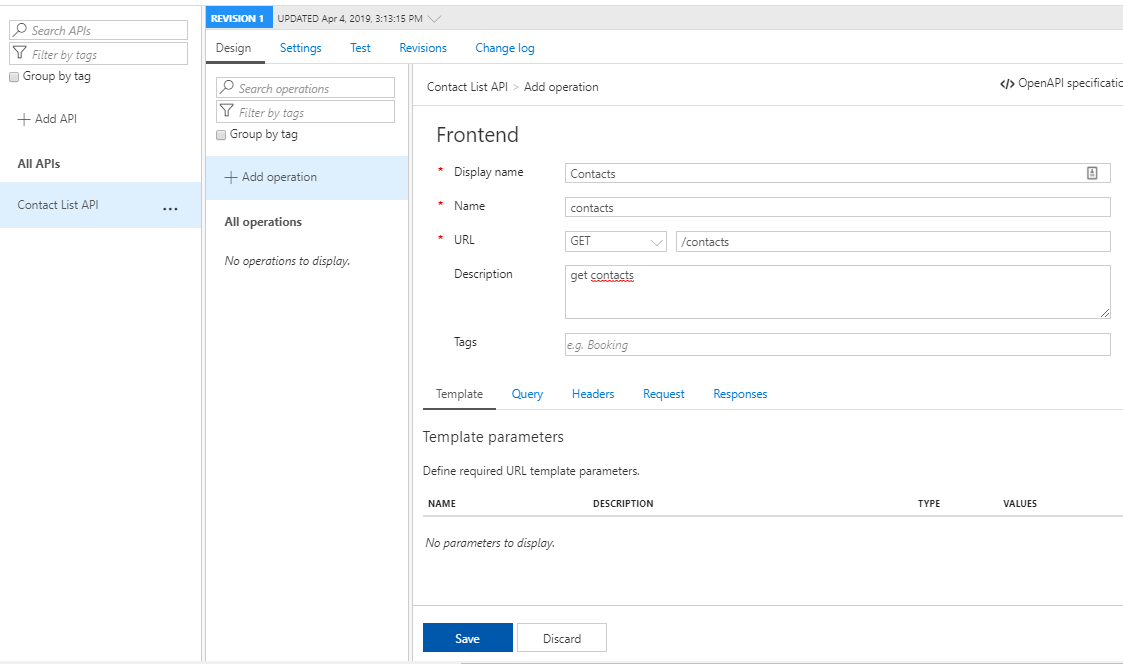 Search APIs
Filter by tags
Group by tag
Add API
All APIs
Contact List API ...
REVISION 1 UPDATED Apr 4, 2019, 3:13:15 PM
Design Settings Test Revisions Change log
Search operations
Filter by tags
Group by tag
Add operation
All operations
No operations to display.
Contact List API > Add operation
</> OpenAPI specificatio
Frontend
* Display name Contacts
* Name contacts
* URL GET /contacts
Description get contacts
Tags e.g. Booking
Template Query Headers Request Responses
Template parameters
Define required URL template parameters.
NAME DESCRIPTION TYPE VALUES
No parameters to display.
Save Discard